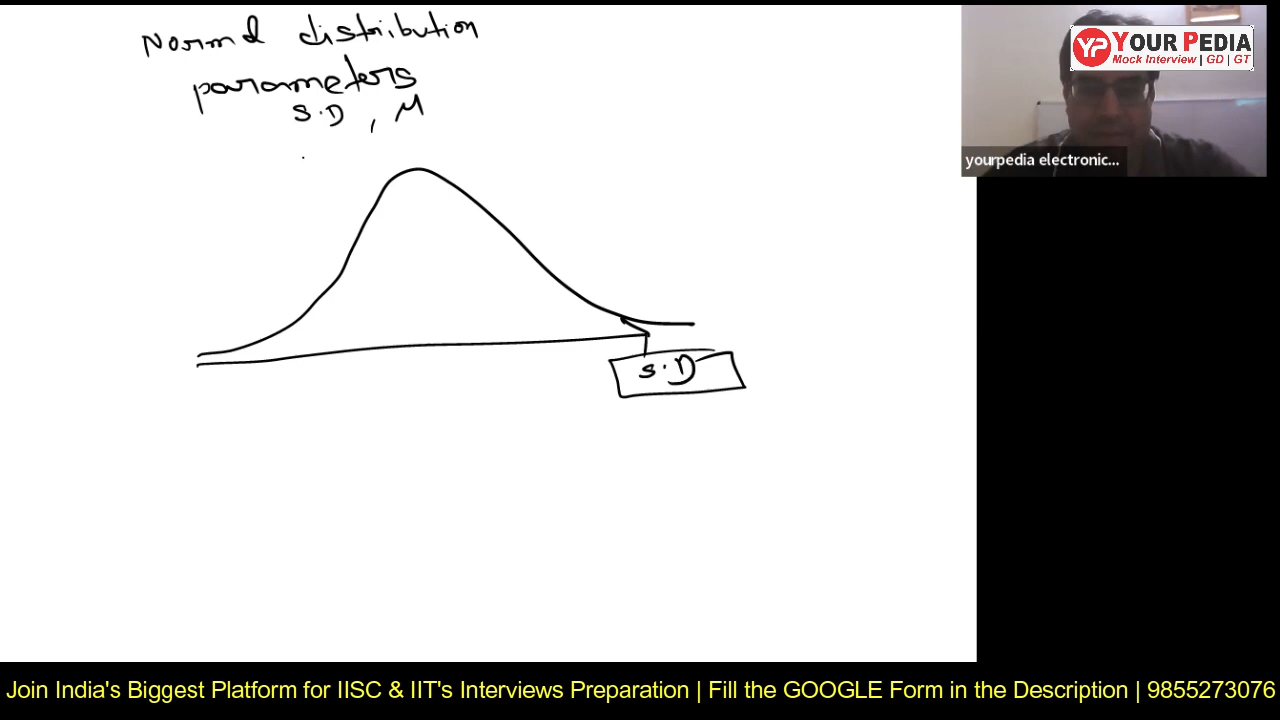 Normal distribution
parameters
S.D , M
S.D
YP YOUR PEDIA
Mock Interview | GD | GT
yourpedia electronic...
Join India's Biggest Platform for IISC & IIT's Interviews Preparation | Fill the GOOGLE Form in the Description | 9855273076